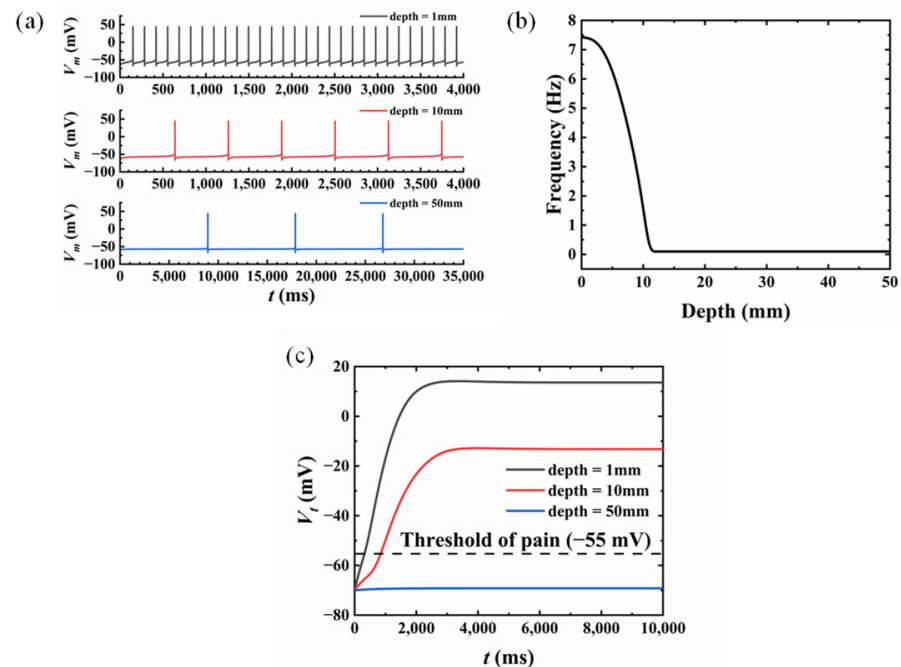 (a)
depth = 1mm
V_m (mV)
50
0
−50
−100
0 500 1,000 1,500 2,000 2,500 3,000 3,500 4,000
depth = 10mm
V_m (mV)
50
0
−50
−100
0 500 1,000 1,500 2,000 2,500 3,000 3,500 4,000
depth = 50mm
V_m (mV)
50
0
−50
−100
0 5,000 10,000 15,000 20,000 25,000 30,000 35,000
t (ms)
(b)
Frequency (Hz)
8
7
6
5
4
3
2
1
0
0 10 20 30 40 50
Depth (mm)
(c)
V_t (mV)
20
0
−20
−40
−60
−80
depth = 1mm
depth = 10mm
depth = 50mm
Threshold of pain (−55 mV)
0 2,000 4,000 6,000 8,000 10,000
t (ms)